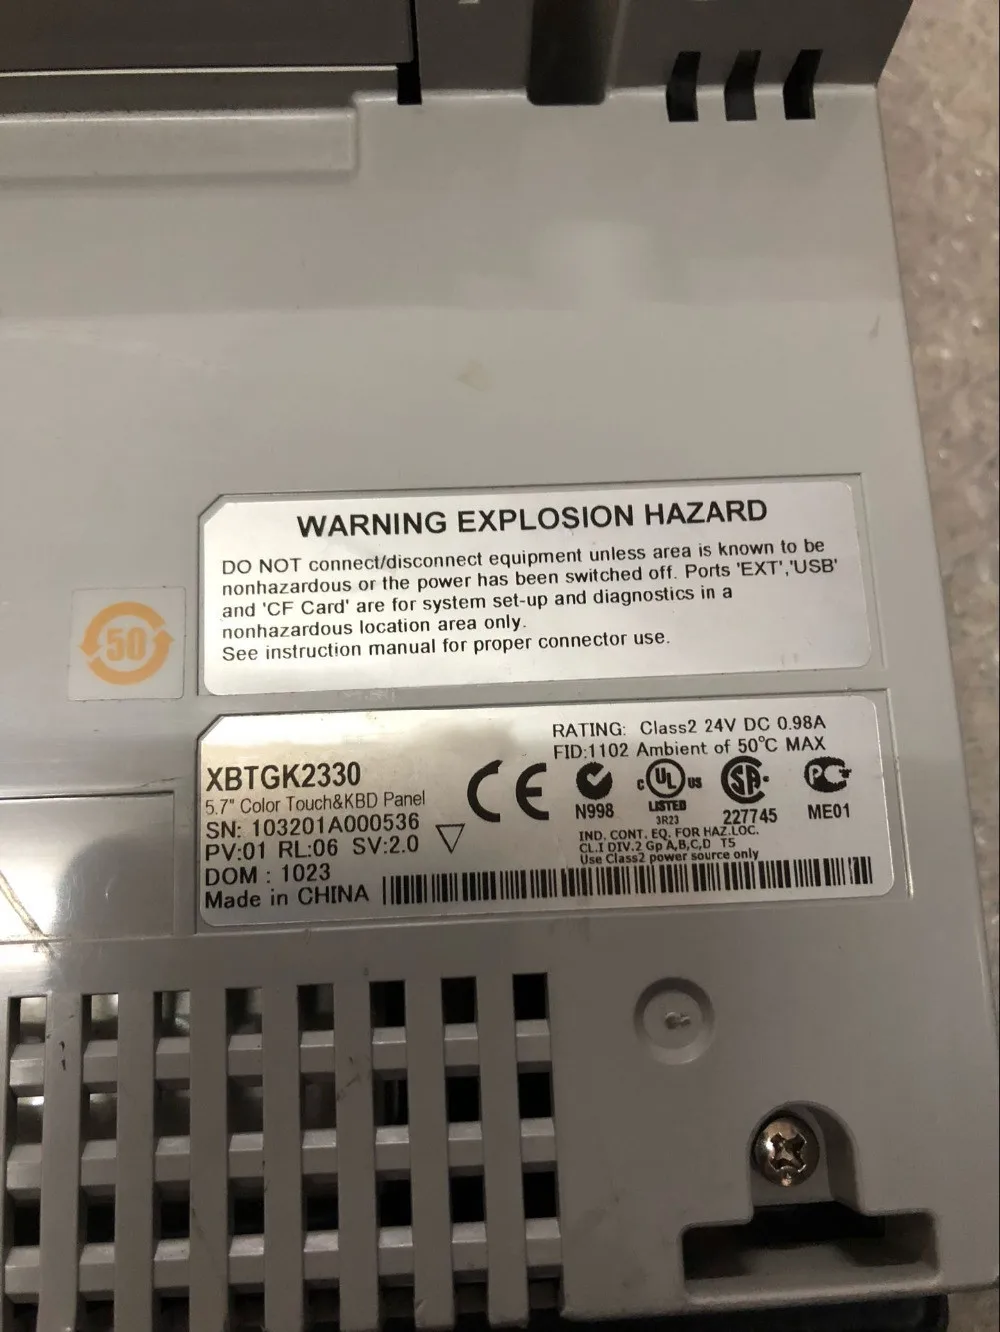 WARNING EXPLOSION HAZARD
DO NOT connect/disconnect equipment unless area is known to be
nonhazardous or the power has been switched off. Ports 'EXT','USB'
and 'CF Card' are for system set-up and diagnostics in a
nonhazardous location area only.
See instruction manual for proper connector use.
50
RATING: Class2 24V DC 0.98A
FID:1102 Ambient of 50°C MAX
XBTGK2330
5.7" Color Touch&KBD Panel
SN: 103201A000536
PV:01 RL:06 SV:2.0
DOM : 1023
Made in CHINA
CE
N998
C UL US
LISTED
3R23
SA
227745
PC
ME01
IND. CONT. EQ. FOR HAZ.LOC.
CL.I DIV.2 Gp A,B,C,D T5
Use Class2 power source only